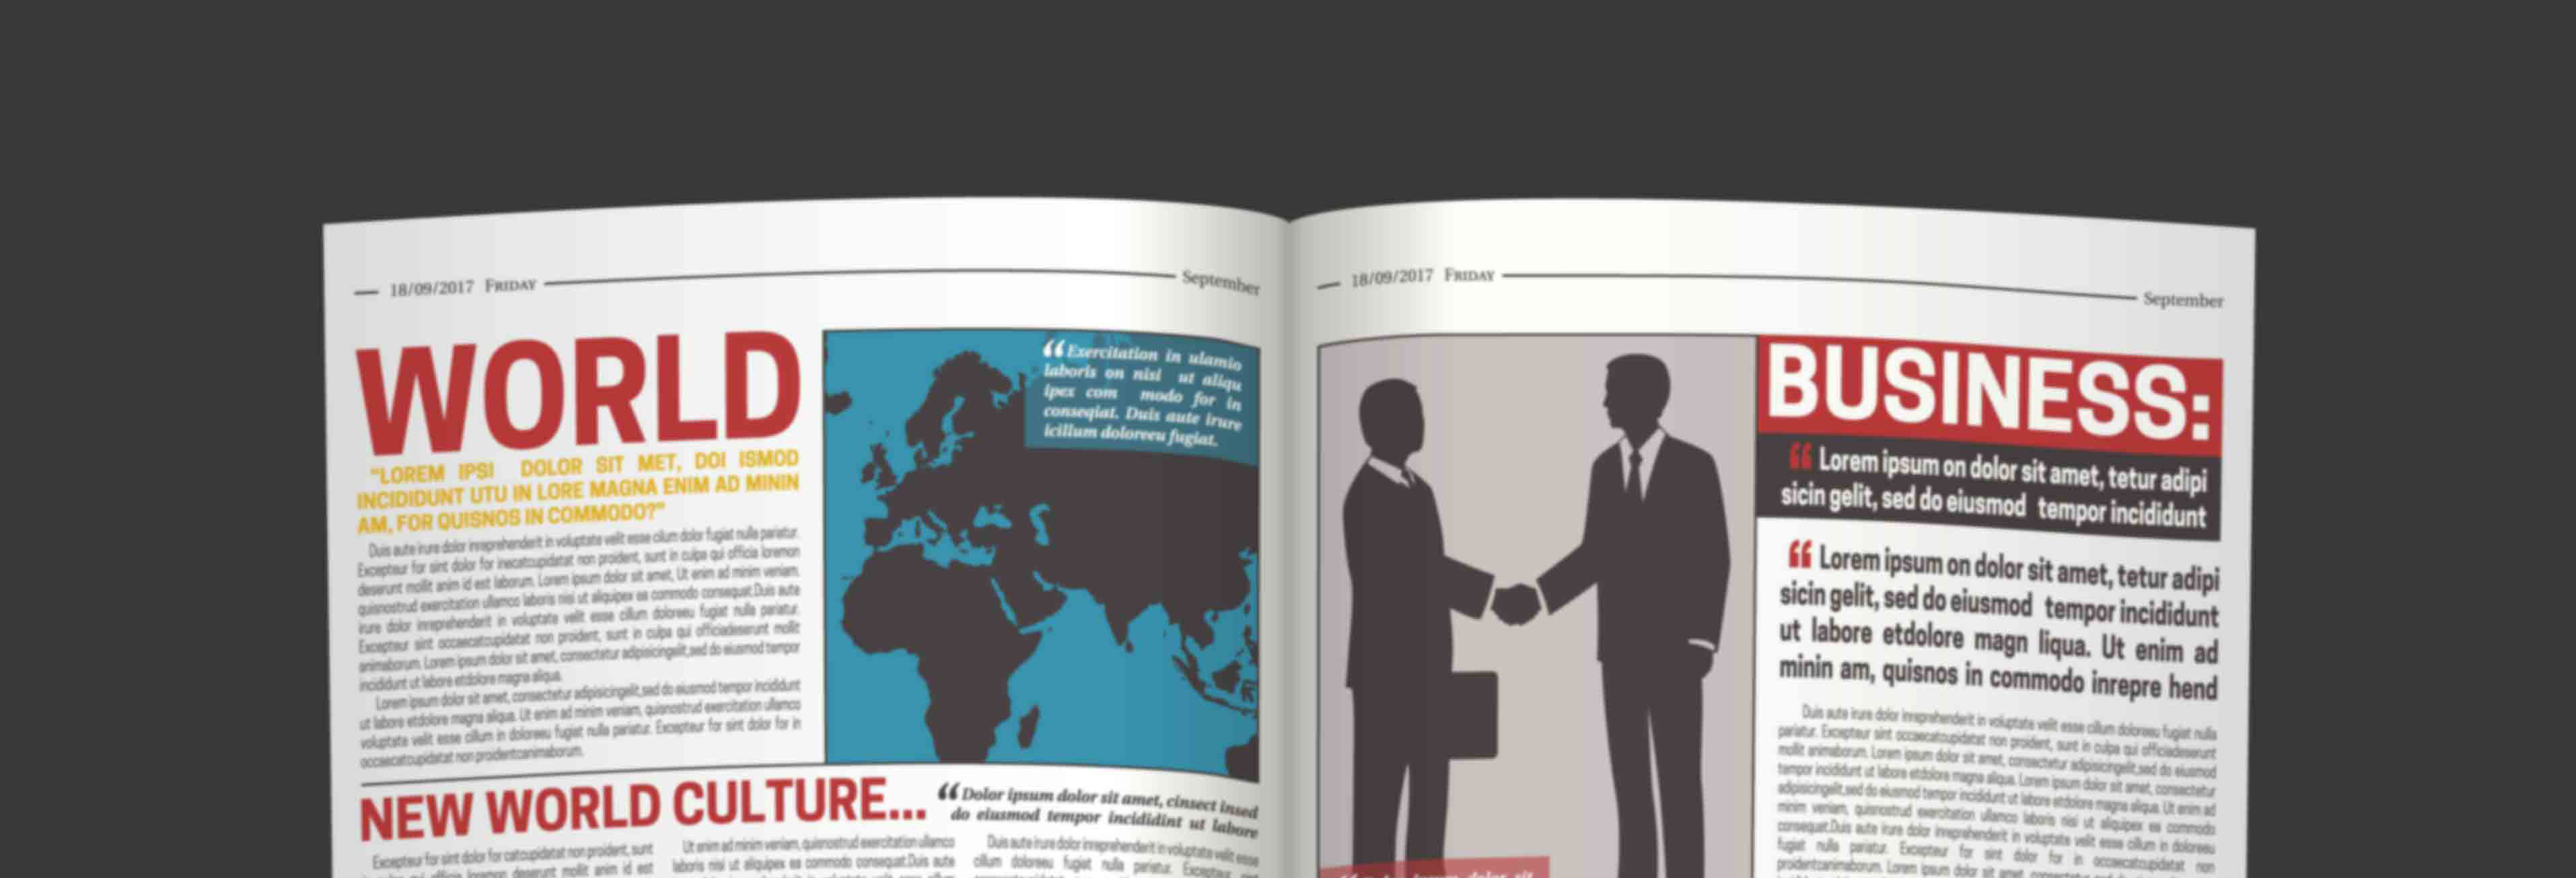 18/09/2017 FRIDAY
September
WORLD
"LOREM IPSI DOLOR SIT MET, DOI ISMOD
INCIDIDUNT UTU IN LORE MAGNA ENIM AD MININ
AM, FOR QUISNOS IN COMMODO?"
Duis aute irure dolor inreprehenderit in voluptate velit esse cilum dolor fugiat nulla pariatur.
Excepteur for sint dolor for inecatcupidatat non proident, sunt in culpa qui officia loremon
deserunt mollit anim id est laborum. Lorem ipsum dolor sit amet, Ut enim ad minim veniam,
quisnostrud exercitation ullamco laboris nisi ut aliquipex ea commodo consequat.Duis aute
irure dolor inreprehenderit in voluptate velit esse cillum doloreeu fugiat nulla pariatur.
Excepteur sint occaecatcupidatat non proident, sunt in culpa qui officiadeserunt mollit
animaborum. Lorem ipsum dolor sit amet, consectetur adipisicingelit,sed do eiusmod tempor
incididunt ut labore etdolore magna aliqua.
Lorem ipsum dolor sit amet, consectetur adipisicingelit,sed do eiusmod tempor incididunt
ut labore etdolore magna aliqua. Ut enim ad minim veniam, quisnostrud exercitation ullamco
voluptate velit esse cillum in doloreeu fugiat nulla pariatur. Excepteur for sint dolor for in
occaecatcupidatat non proidentcanimaborum.
“ Exercitation in ulamio
laboris on nisi ut aliqu
ipex com modo for in
conseqiat. Duis aute irure
icillum doloreeu fugiat.
NEW WORLD CULTURE...
“ Dolor ipsum dolor sit amet, cinsect insed
do eiusmod tempor incididint ut labore
Excepteur for sint dolor for catcupidatat non proident, sunt
officia loremon deserunt mollit anim id est
Ut enim ad minim veniam, quisnostrud exercitation ullamco
laboris nisi ut aliquipex ea commodo consequat.Duis aute
Duis aute irure dolor inreprehenderit in voluptate velit esse
cillum doloreeu fugiat nulla pariatur. Excepteur
18/09/2017 FRIDAY
September
BUSINESS:
“ Lorem ipsum on dolor sit amet, tetur adipi
sicin gelit, sed do eiusmod tempor incididunt
“ Lorem ipsum on dolor sit amet, tetur adipi
sicin gelit, sed do eiusmod tempor incididunt
ut labore etdolore magn liqua. Ut enim ad
minin am, quisnos in commodo inrepre hend
Duis aute irure dolor inreprehenderit in voluptate velit esse cillum doloreeu fugiat nulla
pariatur. Excepteur sint occaecatcupidatat non proident, sunt in culpa qui officiadeserunt
mollit animaborum. Lorem ipsum dolor sit amet, consectetur adipisicingelit,sed do eiusmod
tempor incididunt ut labore etdolore magna aliqua. Lorem ipsum dolor sit amet, consectetur
adipisicingelit,sed do eiusmod tempor incididunt ut labore etdolore magna aliqua. Ut enim ad
minim veniam, quisnostrud exercitation ullamco laboris nisi ut aliquipex ea commodo
consequat.Duis aute irure dolor inreprehenderit in voluptate velit esse cillum in doloreeu
fugiat nulla pariatur. Excepteur for sint dolor for in occaecatcupidatat non
proidentcanimaborum. Lorem ipsum dolor sit amet, consectetur
dolor sit